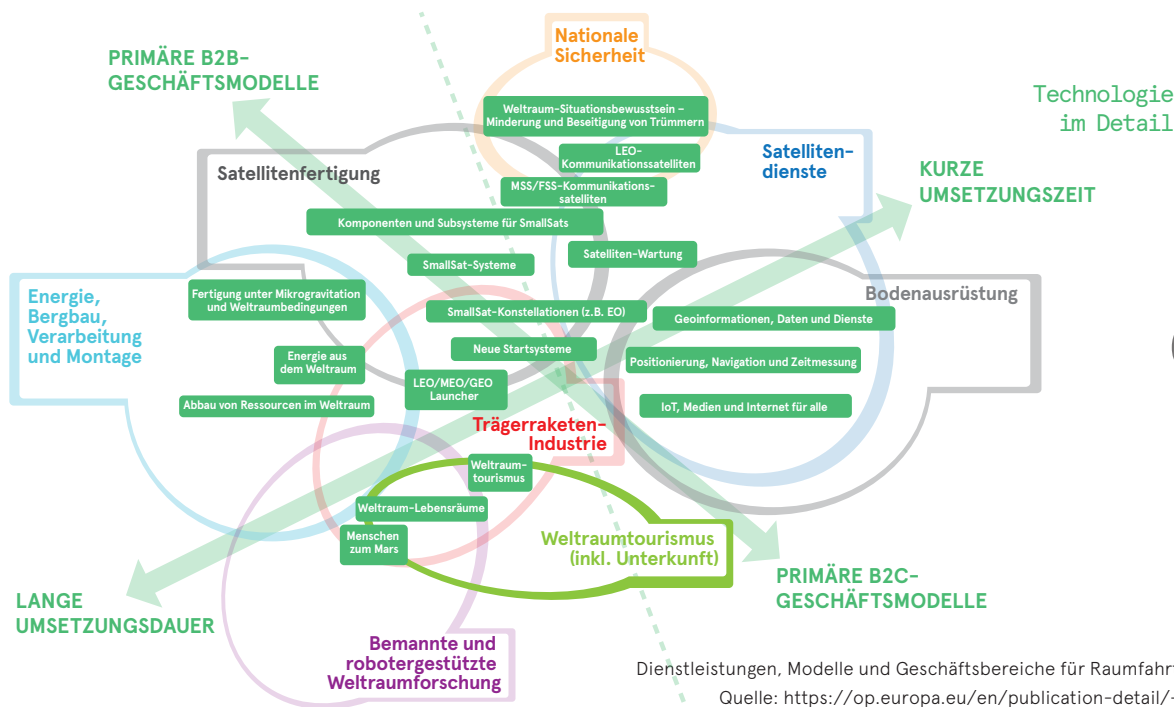 Nationale
Sicherheit
PRIMÄRE B2B-
GESCHÄFTSMODELLE
Technologie
im Detail
Weltraum-Situationsbewusstsein –
Minderung und Beseitigung von Trümmern
LEO-
Kommunikationssatelliten
Satelliten-
dienste
Satellitenfertigung
KURZE
UMSETZUNGSZEIT
MSS/FSS-Kommunikations-
satelliten
Komponenten und Subsysteme für SmallSats
Satelliten-Wartung
SmallSat-Systeme
Energie,
Bergbau,
Verarbeitung
und Montage
Fertigung unter Mikrogravitation
und Weltraumbedingungen
Bodenausrüstung
SmallSat-Konstellationen (z.B. EO)
Geoinformationen, Daten und Dienste
Neue Startsysteme
Energie aus
dem Weltraum
Positionierung, Navigation und Zeitmessung
LEO/MEO/GEO
Launcher
Abbau von Ressourcen im Weltraum
IoT, Medien und Internet für alle
Trägerraketen-
Industrie
Weltraum-
tourismus
Weltraum-Lebensräume
Menschen
zum Mars
Weltraumtourismus
(inkl. Unterkunft)
PRIMÄRE B2C-
GESCHÄFTSMODELLE
LANGE
UMSETZUNGSDAUER
Bemannte und
robotergestützte
Weltraumforschung
Dienstleistungen, Modelle und Geschäftsbereiche für Raumfahrt
Quelle: https://op.europa.eu/en/publication-detail/-